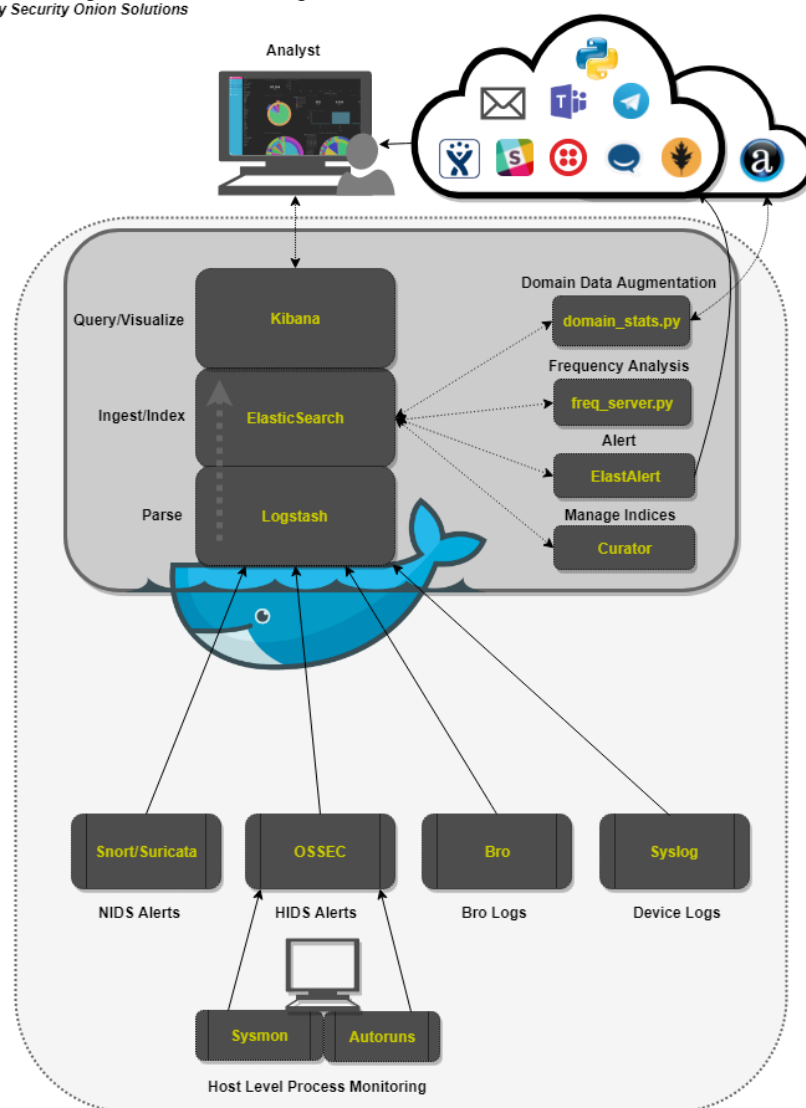 y Security Onion Solutions
Analyst
Query/Visualize
Kibana
Domain Data Augmentation
domain_stats.py
Frequency Analysis
freq_server.py
Ingest/Index
ElasticSearch
Alert
ElastAlert
Parse
Logstash
Manage Indices
Curator
Snort/Suricata
OSSEC
Bro
Syslog
NIDS Alerts
HIDS Alerts
Bro Logs
Device Logs
Sysmon
Autoruns
Host Level Process Monitoring